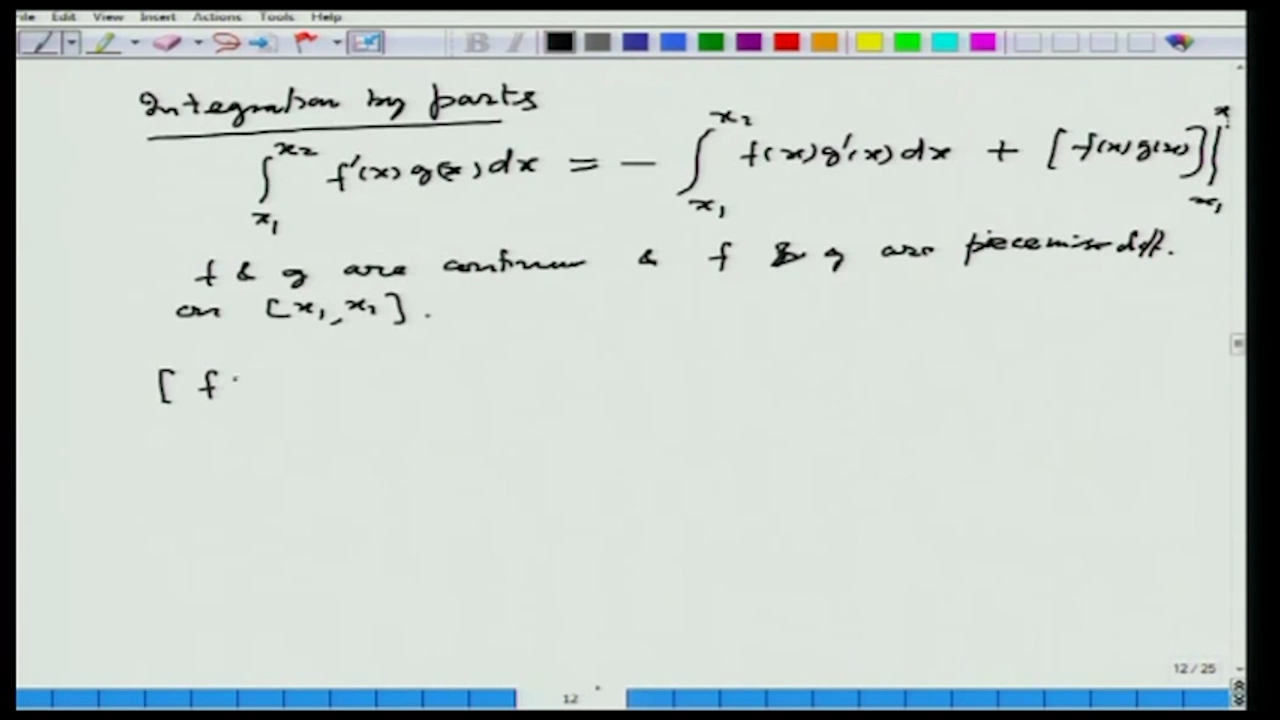 File Edit View Insert Actions Tools Help
B I
Integration by parts
∫_{x₁}^{x₂} f'(x) g(x) dx = - ∫_{x₁}^{x₂} f(x) g'(x) dx + [f(x) g(x)]|_{x₁}^{x
f & g are continuous & f & g are piecewise diff.
on [x₁, x₂].
[ f
12 / 25
12